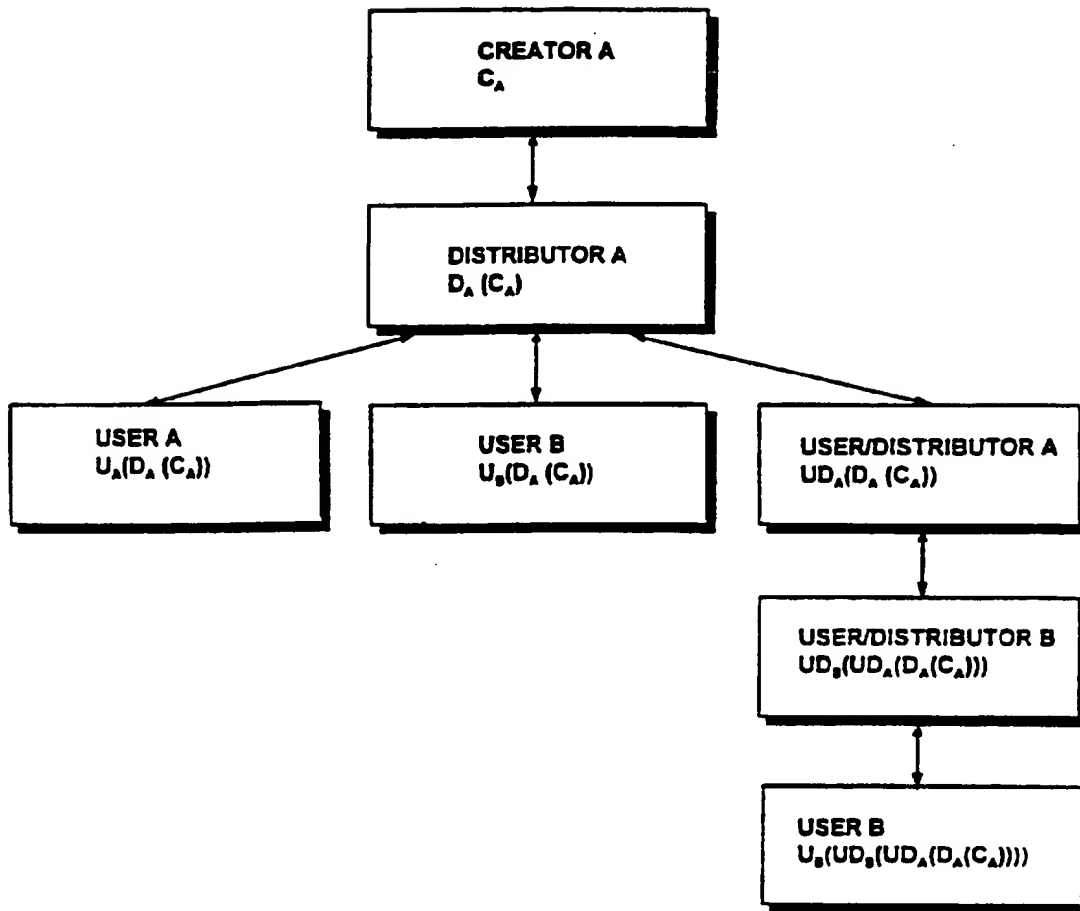 CREATOR A
C_A
DISTRIBUTOR A
D_A (C_A)
USER A
U_A(D_A (C_A))
USER B
U_B(D_A (C_A))
USER/DISTRIBUTOR A
UD_A(D_A (C_A))
USER/DISTRIBUTOR B
UD_B(UD_A(D_A(C_A)))
USER B
U_B(UD_B(UD_A(D_A(C_A))))